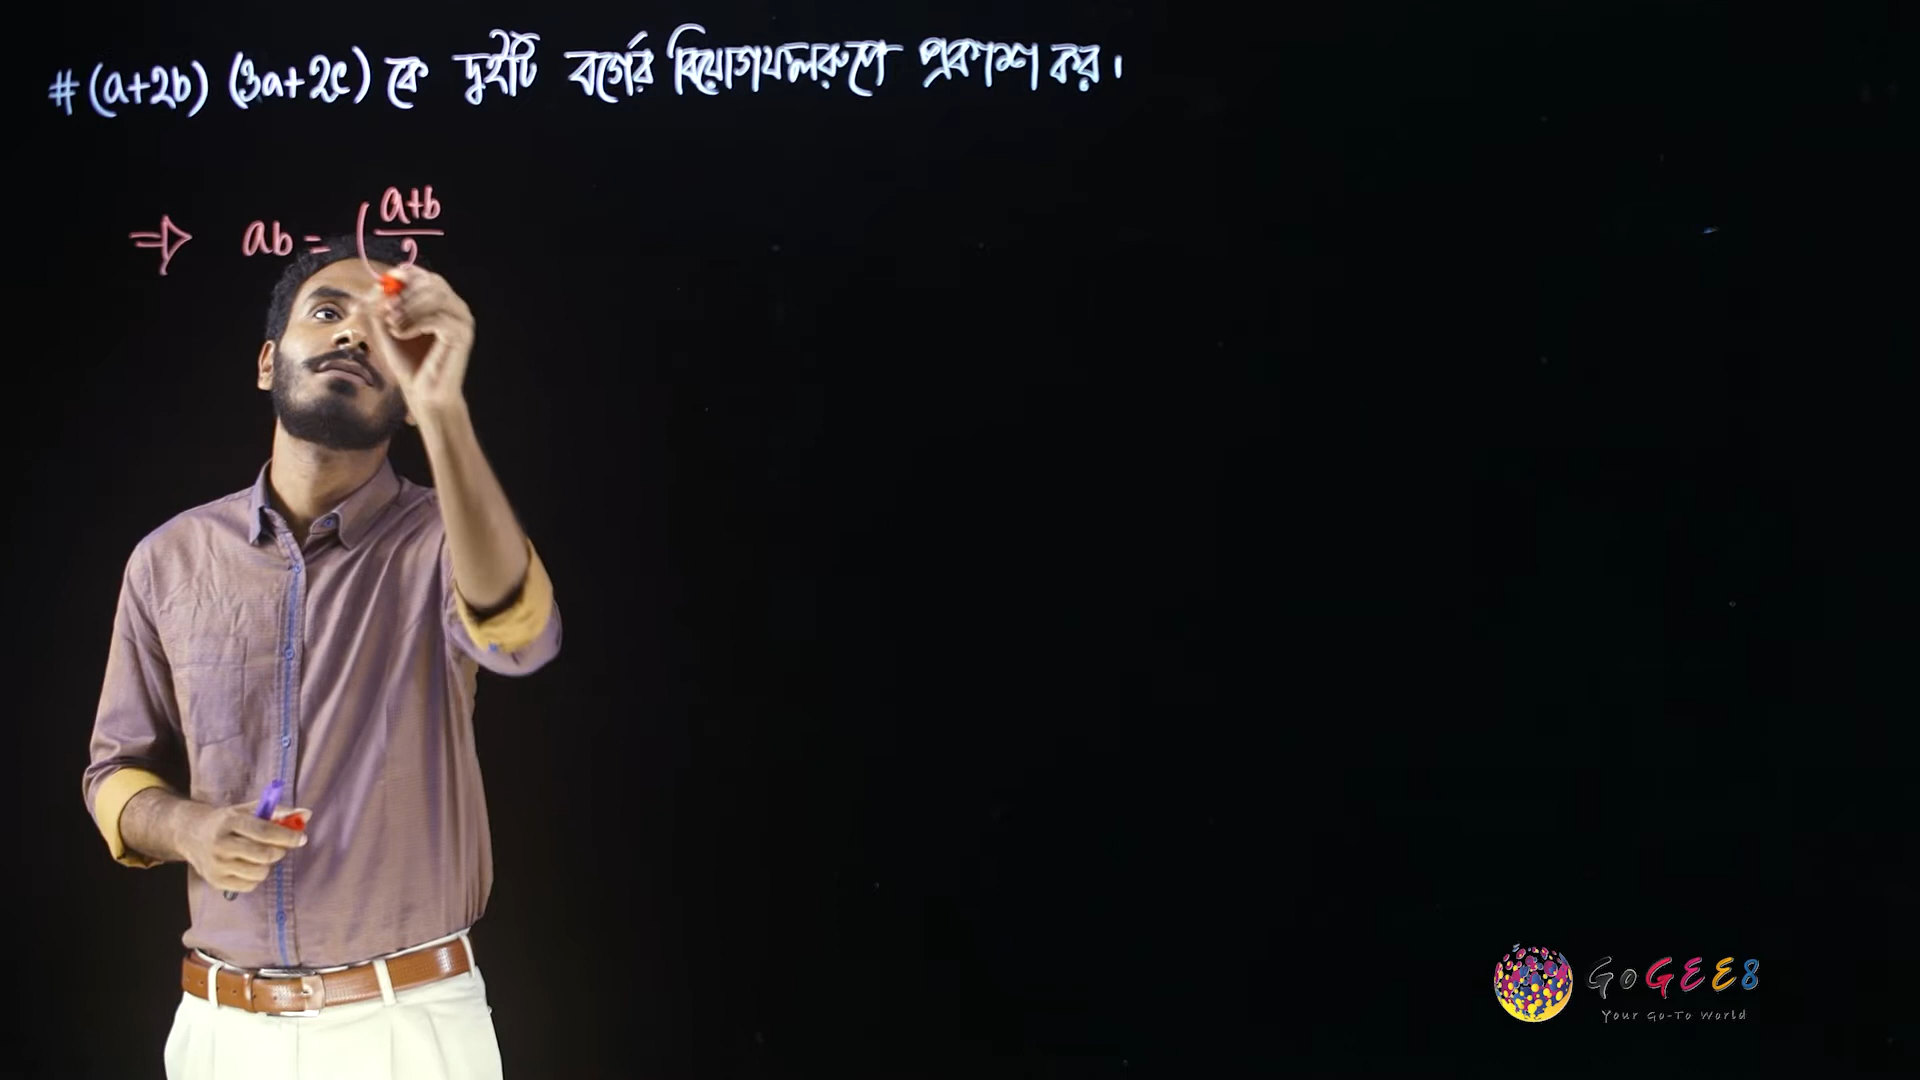 # (a+2b) (3a+2c) কে দুইটি বর্গের বিয়োগফলরূপে প্রকাশ কর।
⇒ ab = ( a+b / 2
GoGEE8
Your Go-To World